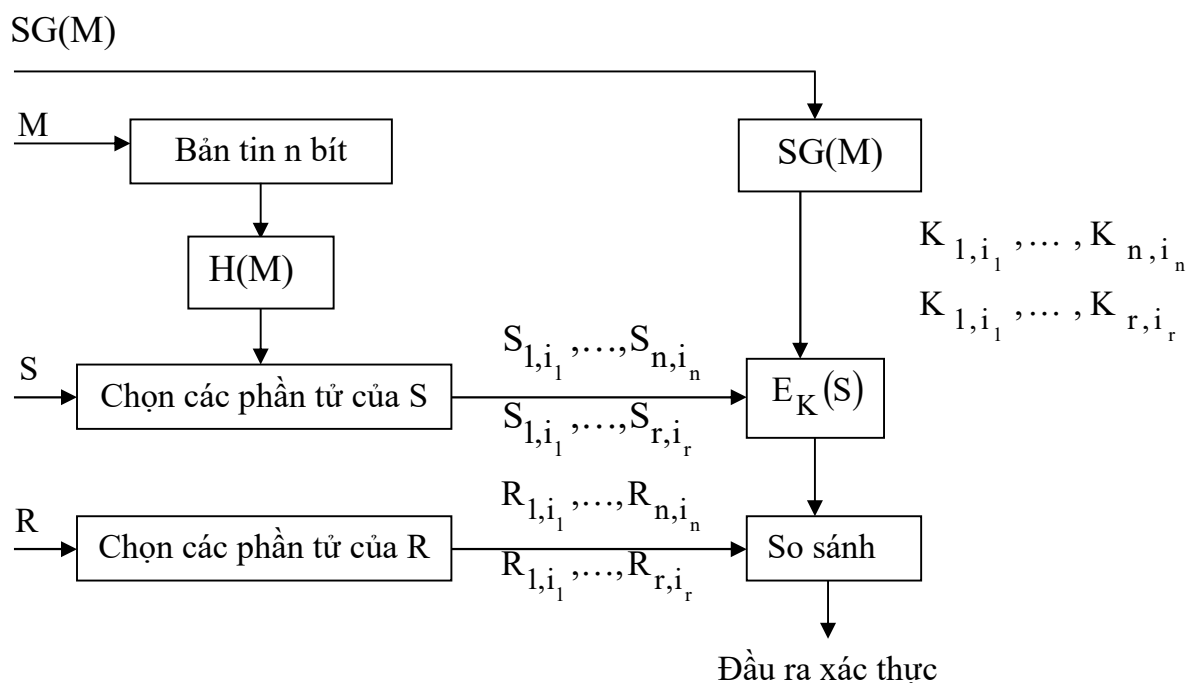 SG(M)
M
Bản tin n bít
SG(M)
H(M)
K 1,i₁ ,… , K n,iₙ
K 1,i₁ ,… , K r,iᵣ
S
Chọn các phần tử của S
S1,i₁ ,…,Sn,iₙ
S1,i₁ ,…,Sr,iᵣ
E K (S)
R
Chọn các phần tử của R
R1,i₁ ,…,Rn,iₙ
R1,i₁ ,…,Rr,iᵣ
So sánh
Đầu ra xác thực